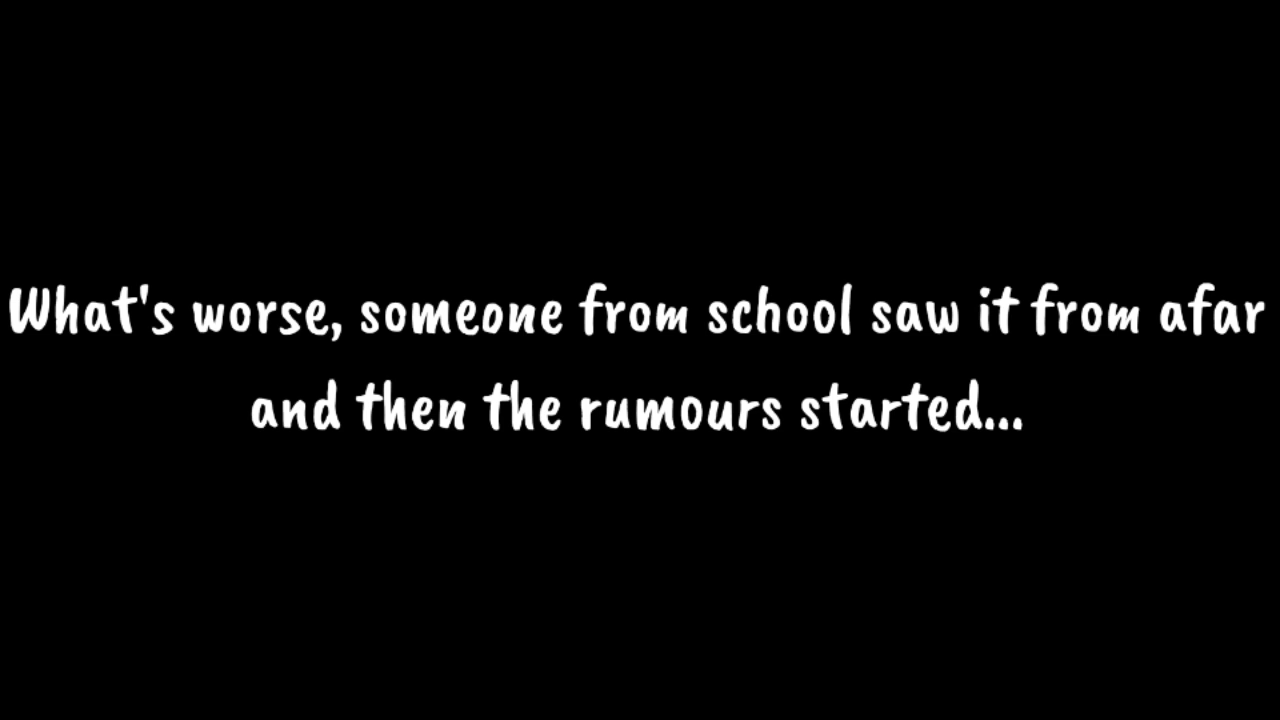 What's worse, someone from school saw it from afar
and then the rumours started...